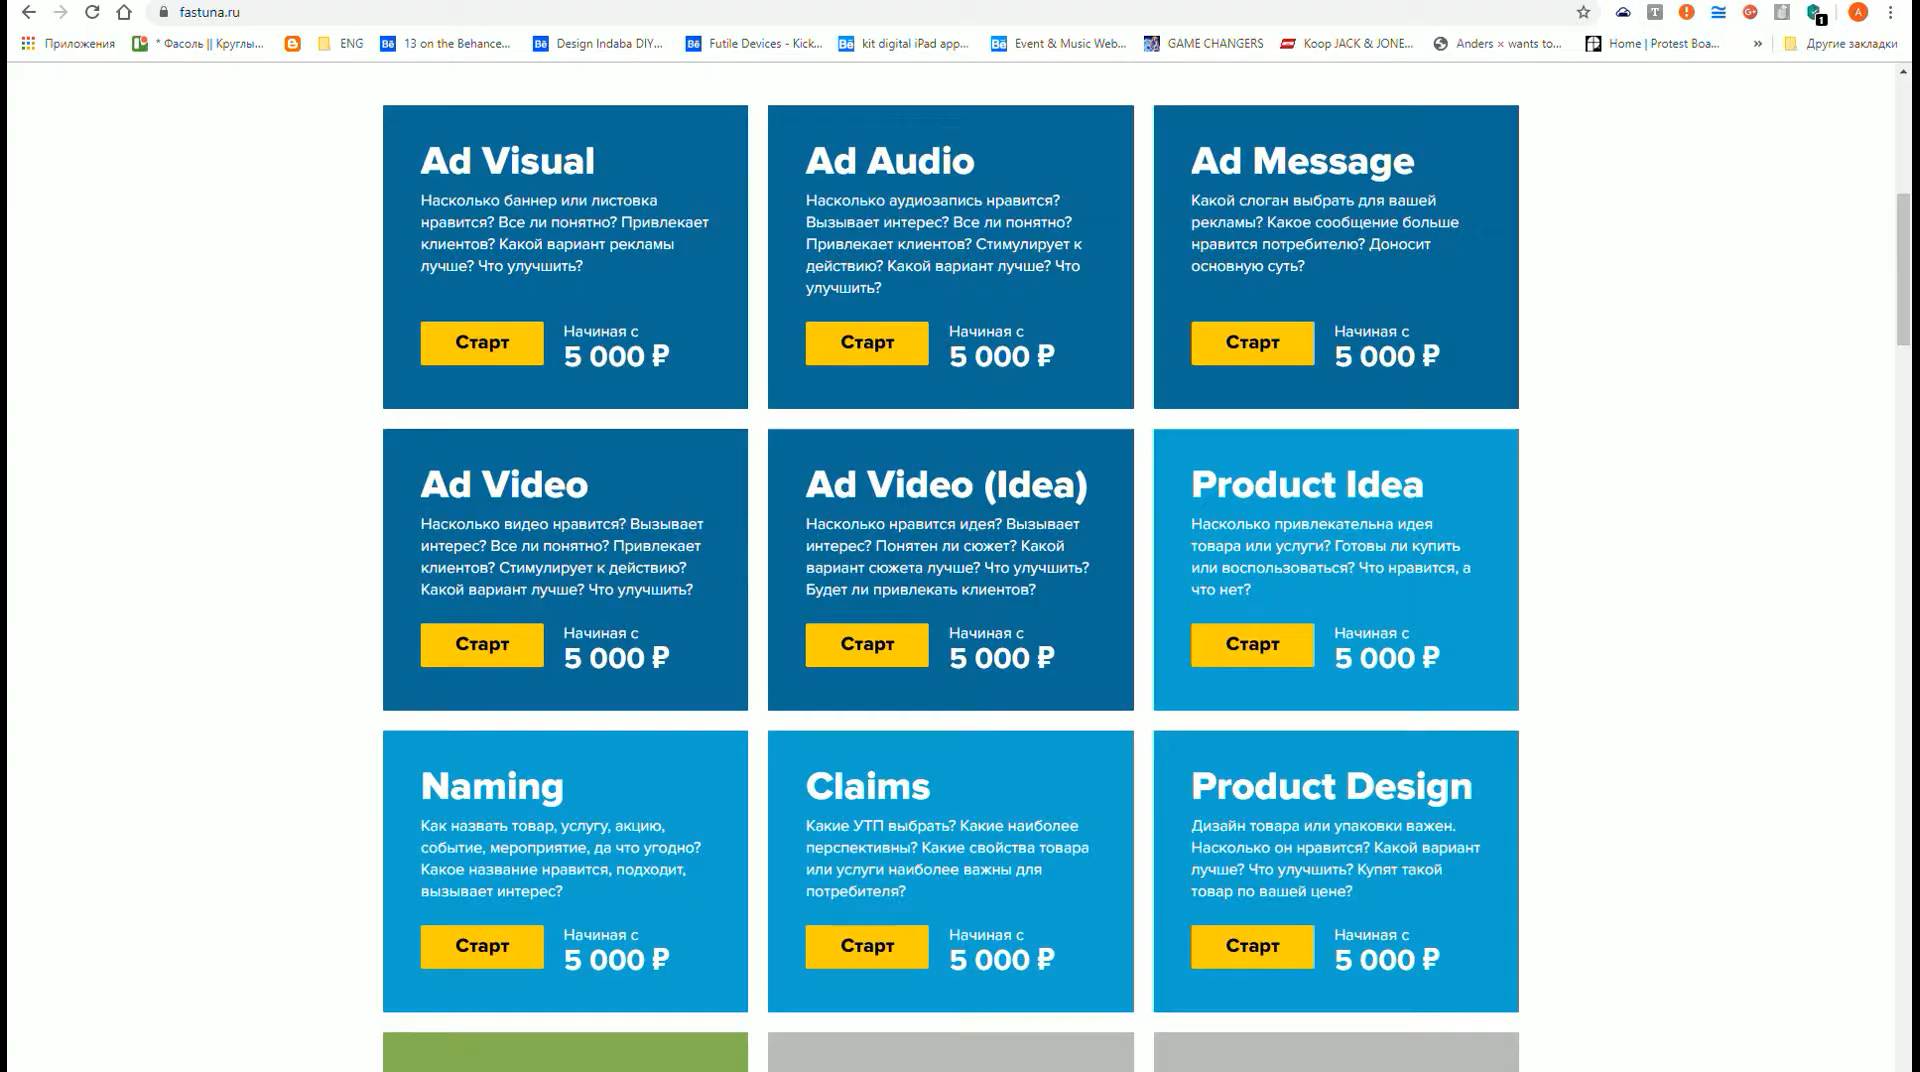 fastuna.ru
Приложения
* Фасоль || Круглы...
ENG
13 on the Behance...
Design Indaba DIY...
Futile Devices - Kick...
kit digital iPad app...
Event & Music Web...
GAME CHANGERS
Koop JACK & JONE...
Anders × wants to...
Home | Protest Boa...
»
Другие закладки
Ad Visual
Насколько баннер или листовка
нравится? Все ли понятно? Привлекает
клиентов? Какой вариант рекламы
лучше? Что улучшить?
Старт
Начиная с
5 000 ₽
Ad Audio
Насколько аудиозапись нравится?
Вызывает интерес? Все ли понятно?
Привлекает клиентов? Стимулирует к
действию? Какой вариант лучше? Что
улучшить?
Старт
Начиная с
5 000 ₽
Ad Message
Какой слоган выбрать для вашей
рекламы? Какое сообщение больше
нравится потребителю? Доносит
основную суть?
Старт
Начиная с
5 000 ₽
Ad Video
Насколько видео нравится? Вызывает
интерес? Все ли понятно? Привлекает
клиентов? Стимулирует к действию?
Какой вариант лучше? Что улучшить?
Старт
Начиная с
5 000 ₽
Ad Video (Idea)
Насколько нравится идея? Вызывает
интерес? Понятен ли сюжет? Какой
вариант сюжета лучше? Что улучшить?
Будет ли привлекать клиентов?
Старт
Начиная с
5 000 ₽
Product Idea
Насколько привлекательна идея
товара или услуги? Готовы ли купить
или воспользоваться? Что нравится, а
что нет?
Старт
Начиная с
5 000 ₽
Naming
Как назвать товар, услугу, акцию,
событие, мероприятие, да что угодно?
Какое название нравится, подходит,
вызывает интерес?
Старт
Начиная с
5 000 ₽
Claims
Какие УТП выбрать? Какие наиболее
перспективны? Какие свойства товара
или услуги наиболее важны для
потребителя?
Старт
Начиная с
5 000 ₽
Product Design
Дизайн товара или упаковки важен.
Насколько он нравится? Какой вариант
лучше? Что улучшить? Купят такой
товар по вашей цене?
Старт
Начиная с
5 000 ₽